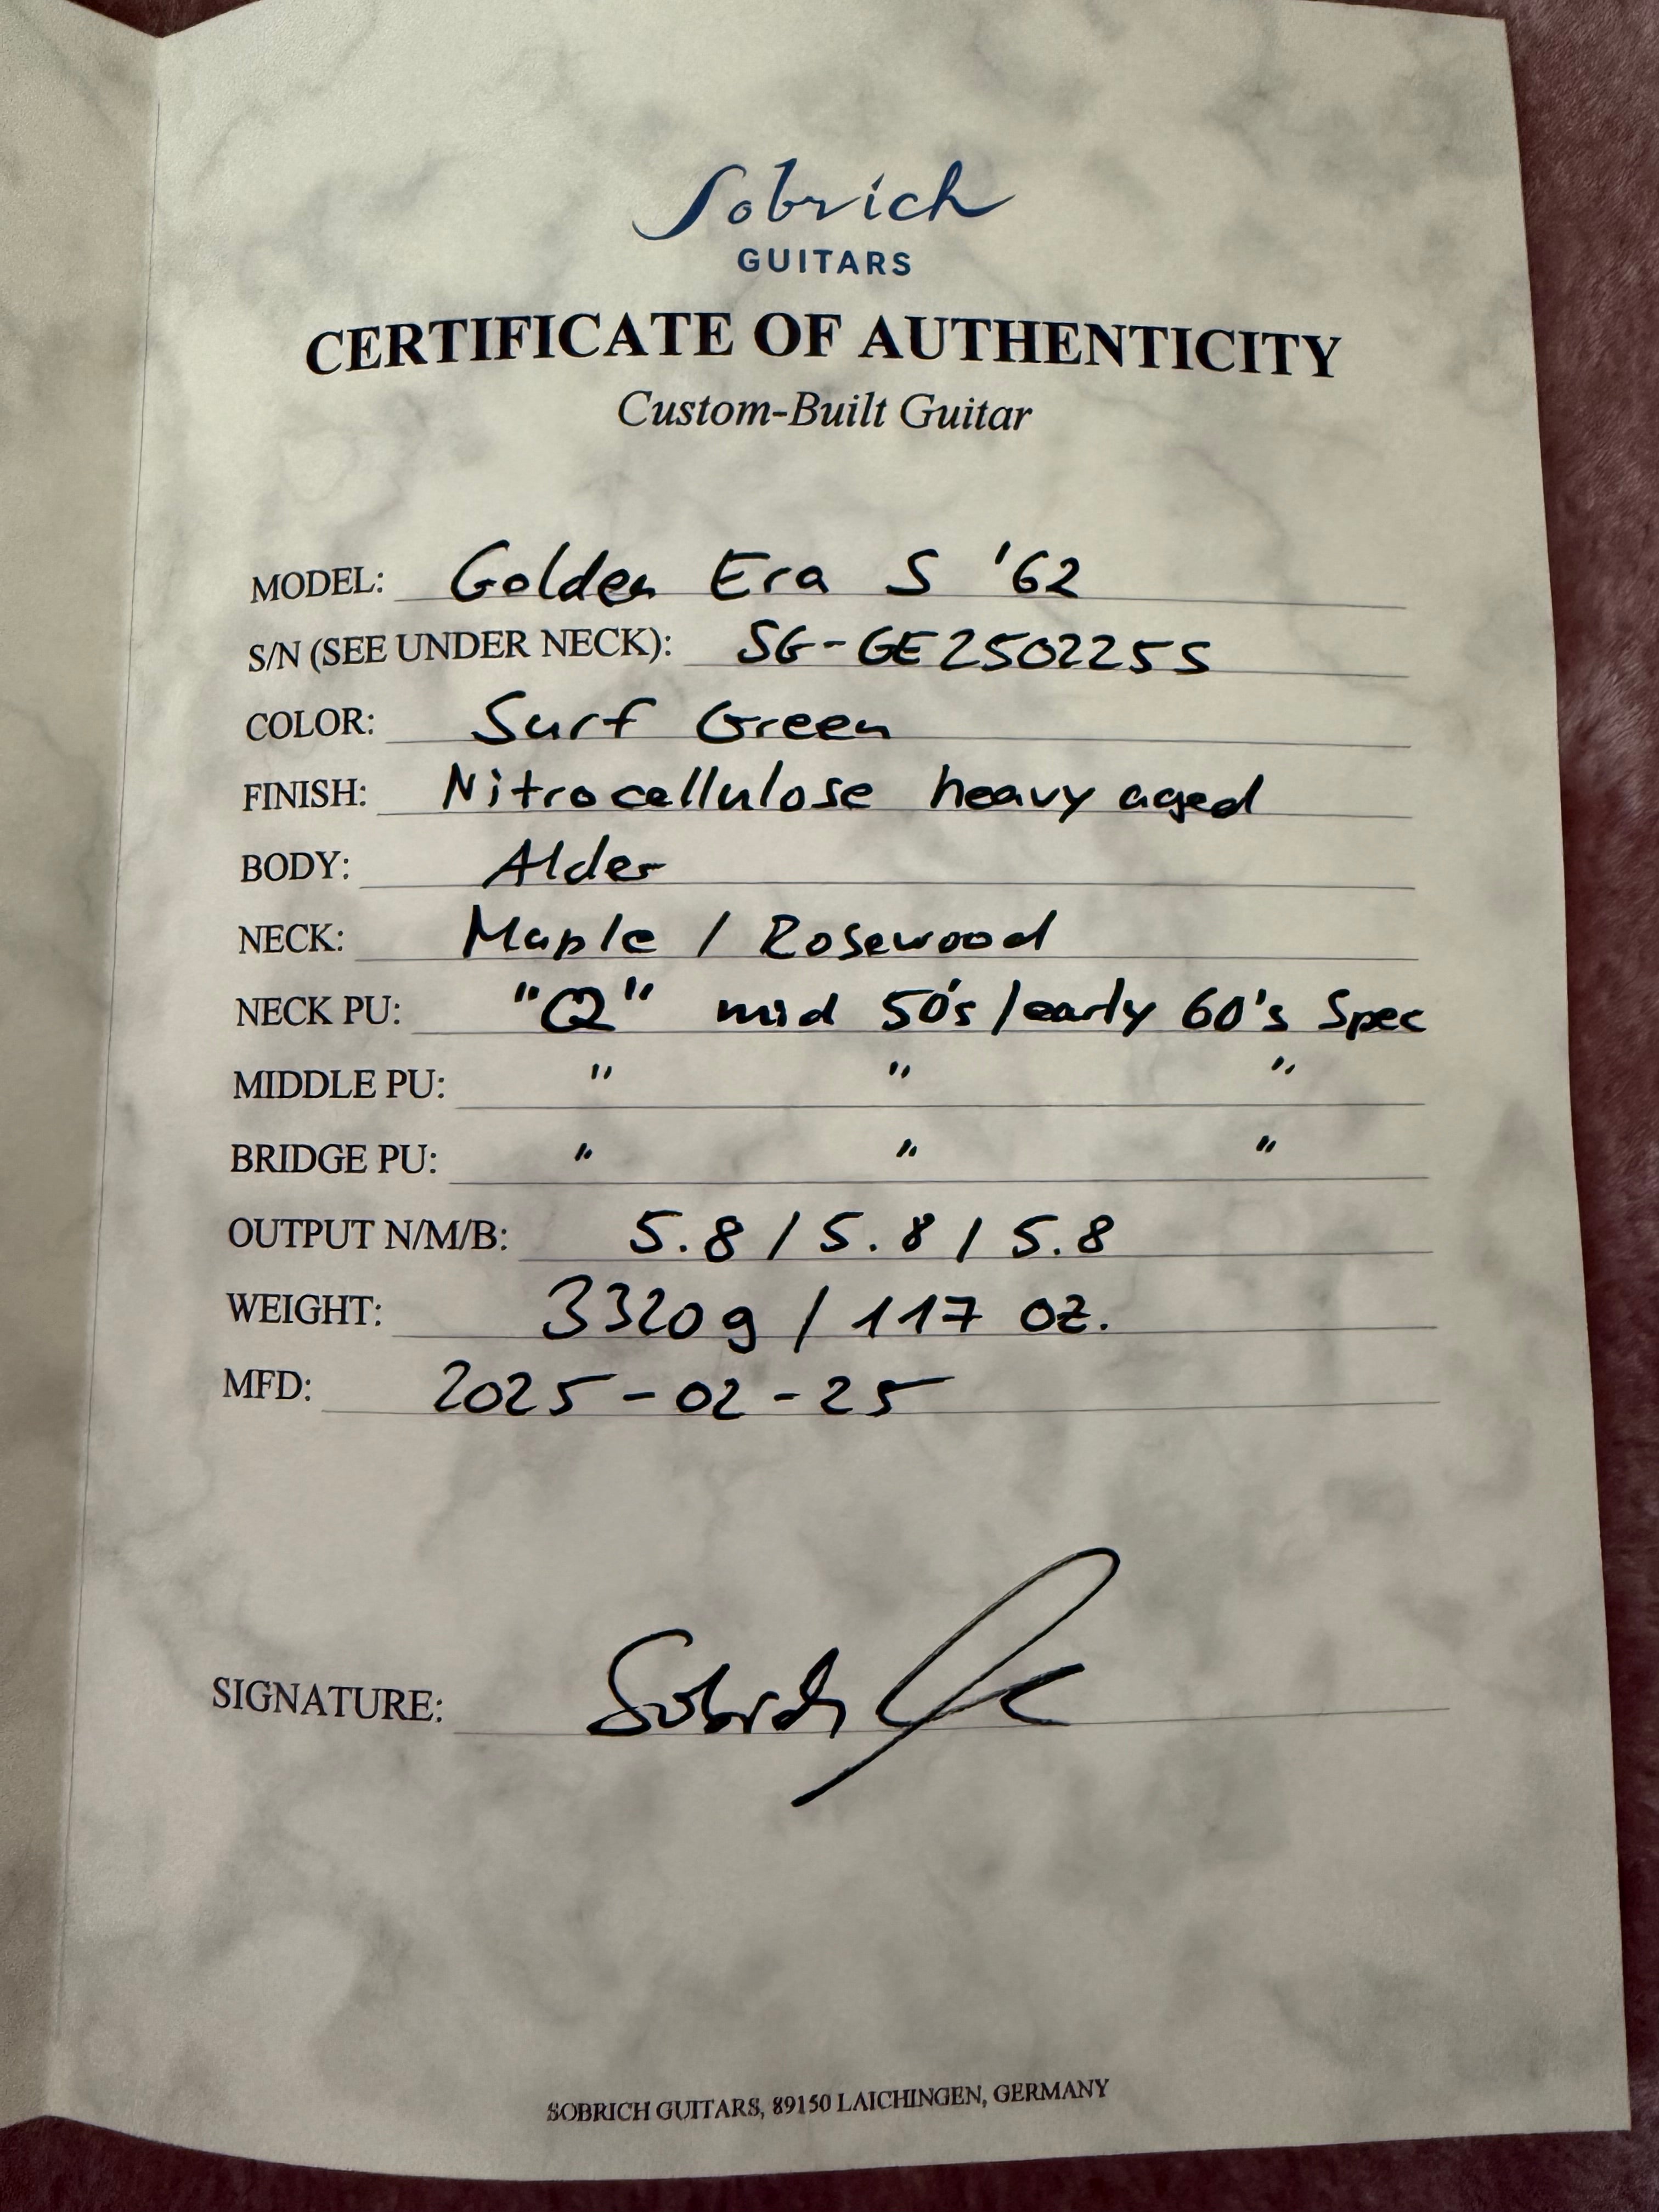 Sobrich
GUITARS
CERTIFICATE OF AUTHENTICITY
Custom-Built Guitar
MODEL: Golden Era S '62
S/N (SEE UNDER NECK): SG-GE250225S
COLOR: Surf Green
FINISH: Nitrocellulose heavy aged
BODY: Alder
NECK: Maple / Rosewood
NECK PU: "Q" mid 50's/early 60's Spec
MIDDLE PU: " " "
BRIDGE PU: " " "
OUTPUT N/M/B: 5.8 / 5.8 / 5.8
WEIGHT: 3320g / 117 oz.
MFD: 2025-02-25
SIGNATURE: Sobrich
SOBRICH GUITARS, 89150 LAICHINGEN, GERMANY